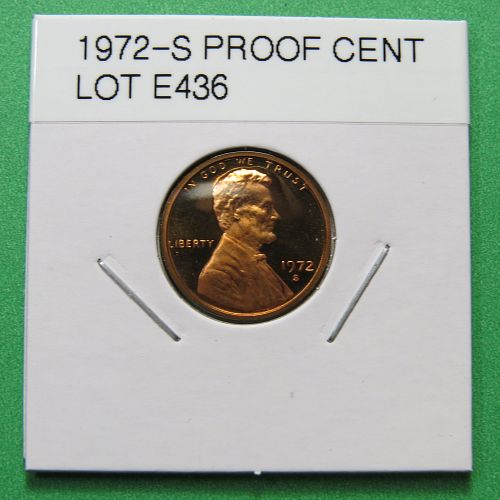 1972-S PROOF CENT
LOT E436
IN GOD WE TRUST
LIBERTY
1972
S